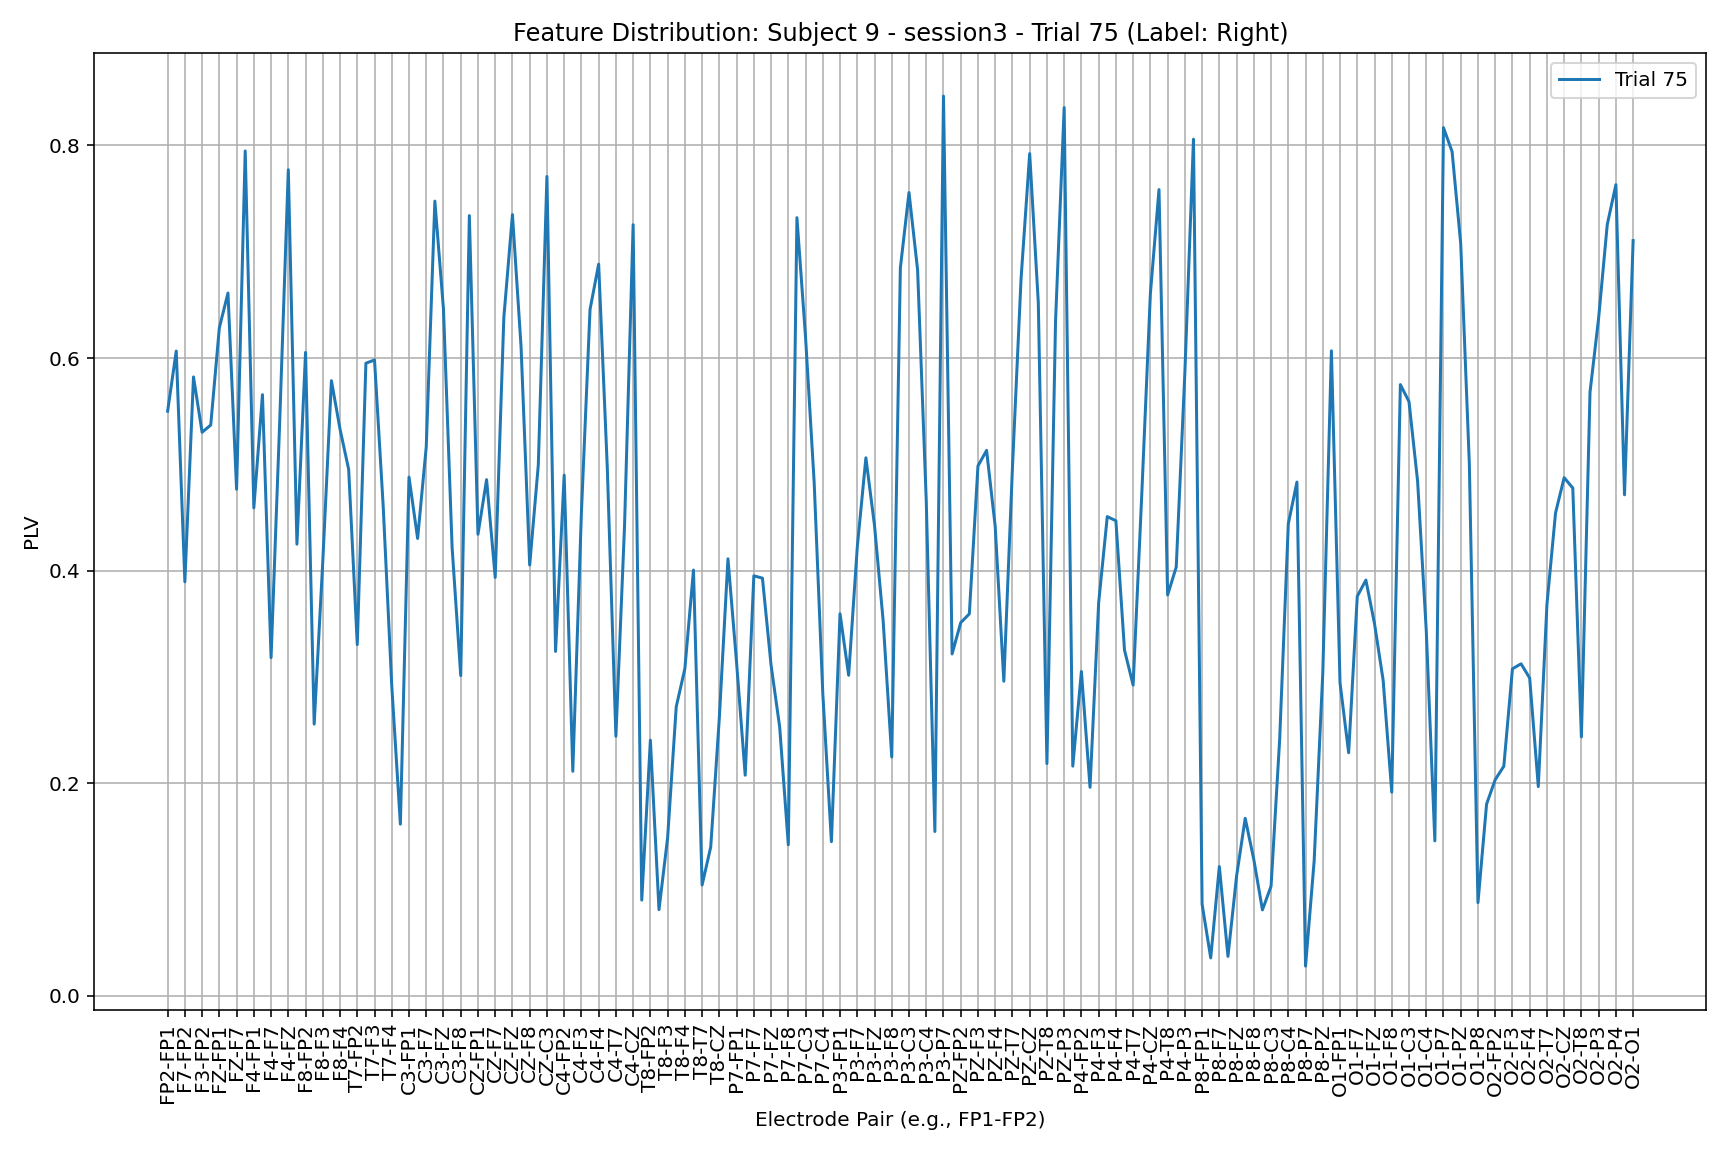 Feature Distribution: Subject 9 - session3 - Trial 75 (Label: Right)
Trial 75
PLV
0.8
0.6
0.4
0.2
0.0
FP2-FP1
F7-FP2
F3-FP2
FZ-FP1
FZ-F7
F4-FP1
F4-F7
F4-FZ
F8-FP2
F8-F3
F8-F4
T7-FP2
T7-F3
T7-F4
C3-FP1
C3-F7
C3-FZ
C3-F8
CZ-FP1
CZ-F7
CZ-FZ
CZ-F8
CZ-C3
C4-FP2
C4-F3
C4-F4
C4-T7
C4-CZ
T8-FP2
T8-F3
T8-F4
T8-T7
T8-CZ
P7-FP1
P7-F7
P7-FZ
P7-F8
P7-C3
P7-C4
P3-FP1
P3-F7
P3-FZ
P3-F8
P3-C3
P3-C4
P3-P7
PZ-FP2
PZ-F3
PZ-F4
PZ-T7
PZ-CZ
PZ-T8
PZ-P3
P4-FP2
P4-F3
P4-F4
P4-T7
P4-CZ
P4-T8
P4-P3
P8-FP1
P8-F7
P8-FZ
P8-F8
P8-C3
P8-C4
P8-P7
P8-PZ
O1-FP1
O1-F7
O1-FZ
O1-F8
O1-C3
O1-C4
O1-P7
O1-PZ
O1-P8
O2-FP2
O2-F3
O2-F4
O2-T7
O2-CZ
O2-T8
O2-P3
O2-P4
O2-O1
Electrode Pair (e.g., FP1-FP2)